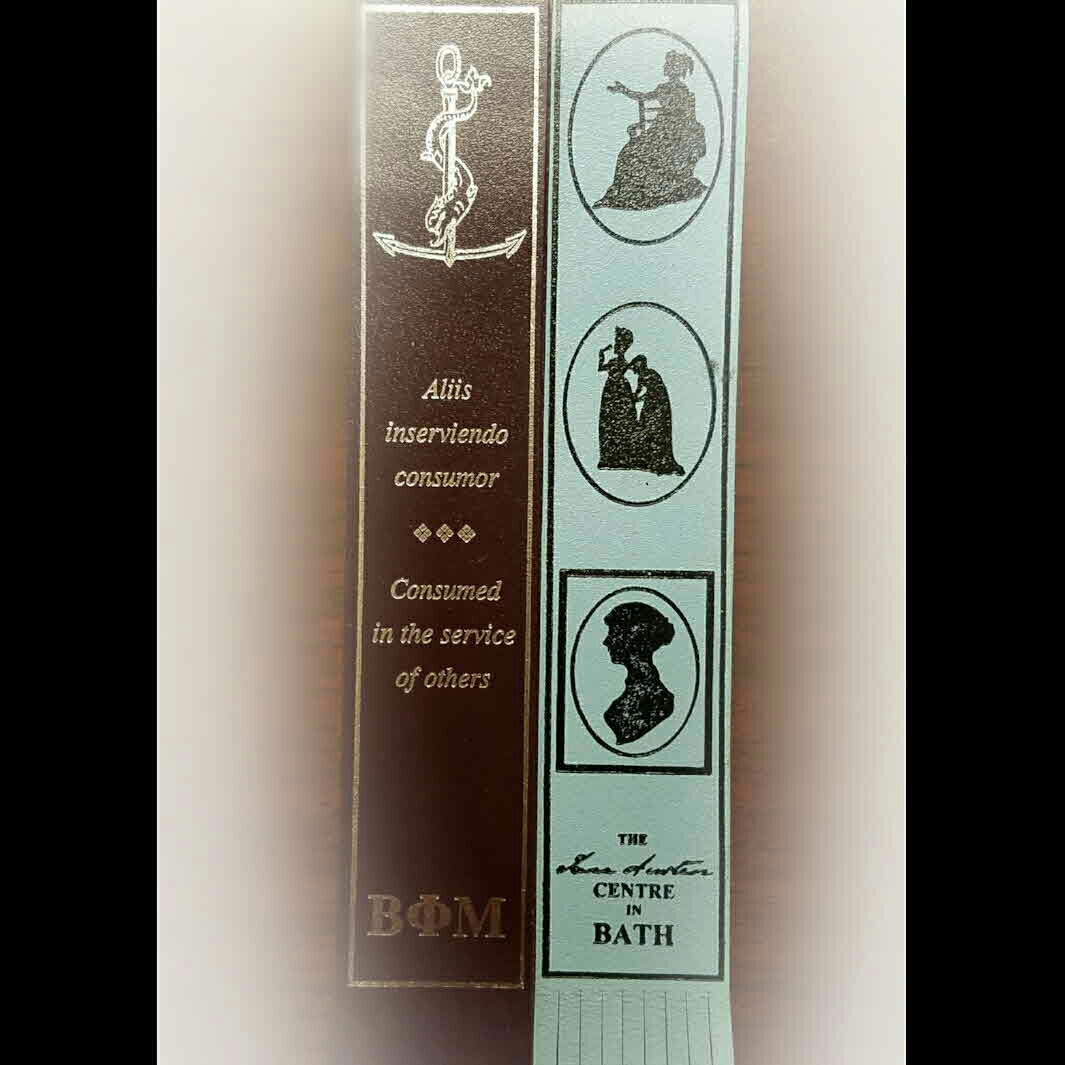 Aliis
inserviendo
consumor
Consumed
in the service
of others
ΒΦΜ
THE
Jane Austen
CENTRE
IN
BATH